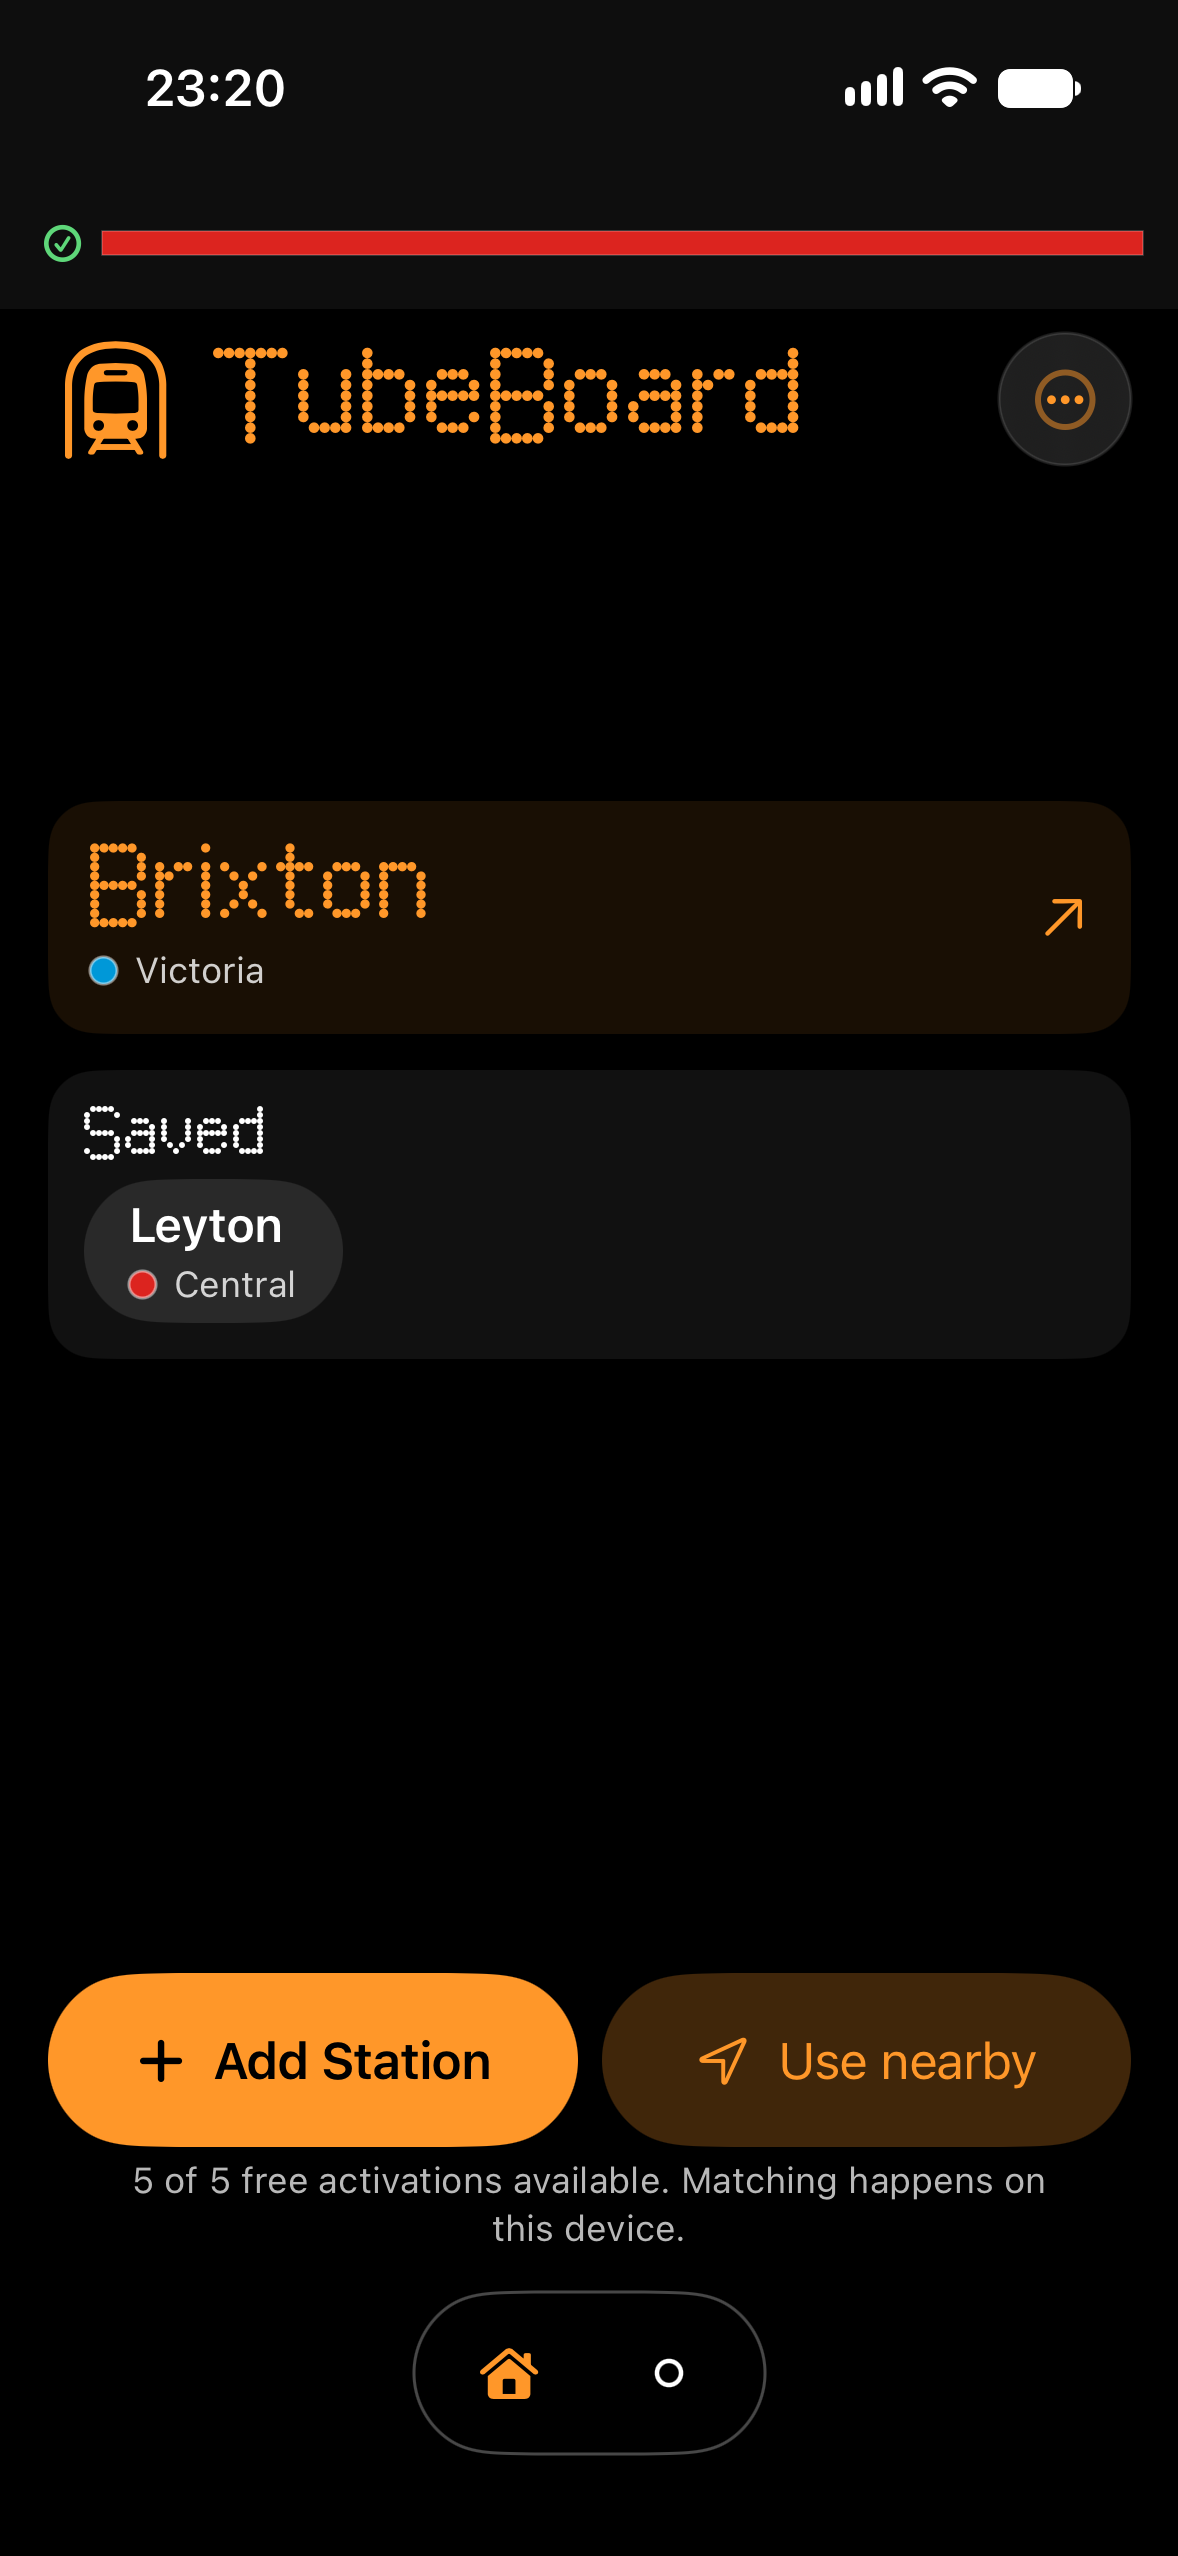 23:20
TubeBoard
Brixton
Victoria
Saved
Leyton
Central
Add Station
Use nearby
5 of 5 free activations available. Matching happens on
this device.